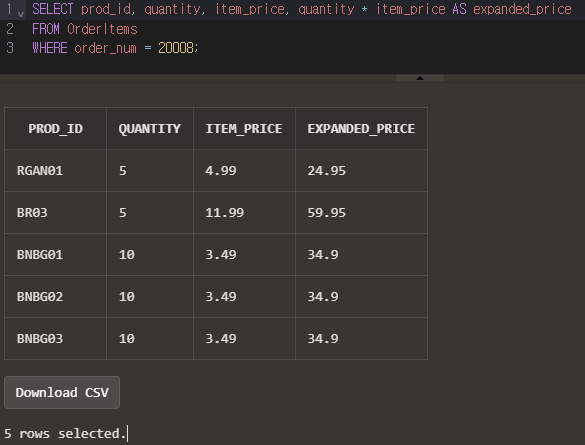 1 SELECT prod_id, quantity, item_price, quantity * item_price AS expanded_price
2 FROM OrderItems
3 WHERE order_num = 20008;
PROD_ID QUANTITY ITEM_PRICE EXPANDED_PRICE
RGAN01 5 4.99 24.95
BR03 5 11.99 59.95
BNBG01 10 3.49 34.9
BNBG02 10 3.49 34.9
BNBG03 10 3.49 34.9
Download CSV
5 rows selected.